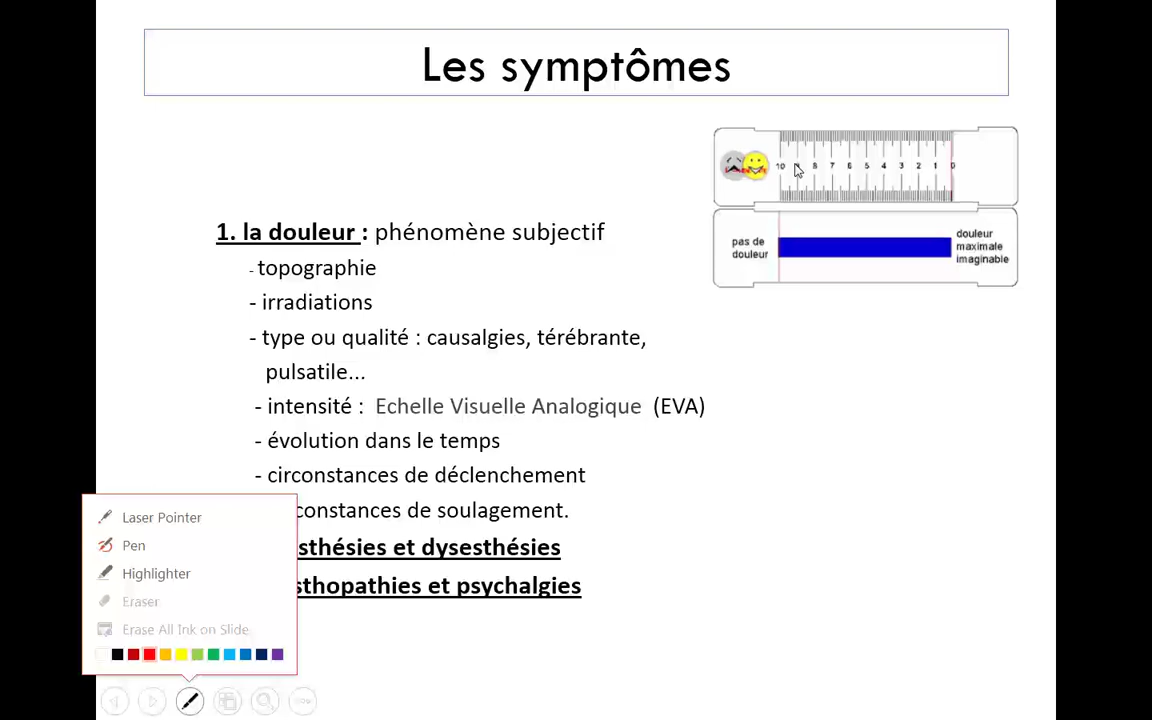 Les symptômes
10 9 8 7 6 5 4 3 2 1 0
pas de douleur
douleur maximale imaginable
1. la douleur : phénomène subjectif
- topographie
- irradiations
- type ou qualité : causalgies, térébrante,
pulsatile...
- intensité : Echelle Visuelle Analogique (EVA)
- évolution dans le temps
- circonstances de déclenchement
constances de soulagement.
sthésies et dysesthésies
sthopathies et psychalgies
Laser Pointer
Pen
Highlighter
Eraser
Erase All Ink on Slide